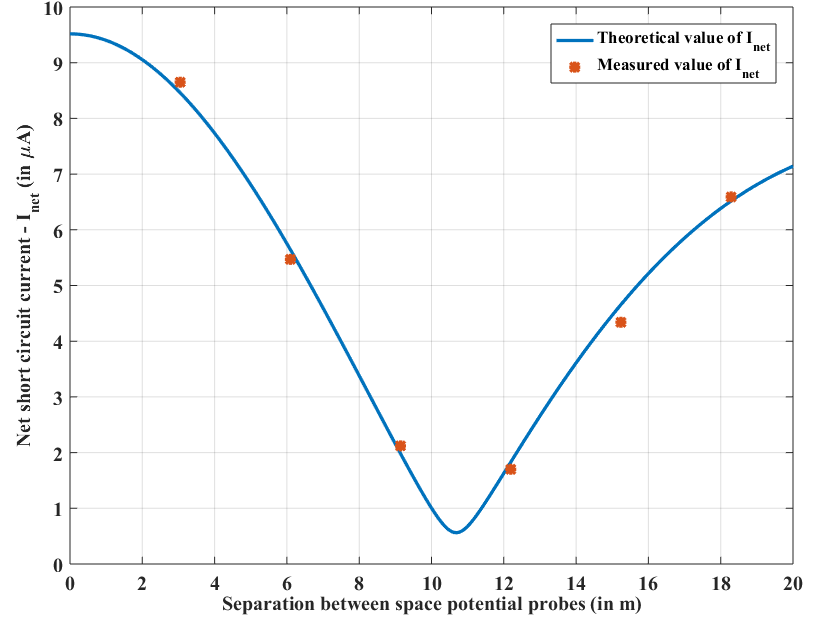 Theoretical value of I_net
Measured value of I_net
Net short circuit current - I_net (in μA)
10
9
8
7
6
5
4
3
2
1
0
0 2 4 6 8 10 12 14 16 18 20
Separation between space potential probes (in m)